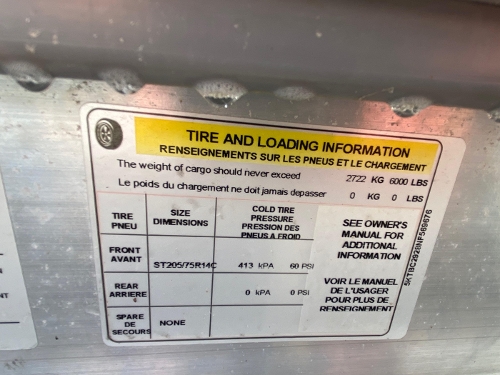 TIRE AND LOADING INFORMATION
RENSEIGNEMENTS SUR LES PNEUS ET LE CHARGEMENT
The weight of cargo should never exceed 2722 KG 6000 LBS
Le poids du chargement ne doit jamais depasser 0 KG 0 LBS
TIRE
PNEU
SIZE
DIMENSIONS
COLD TIRE
PRESSURE
PRESSION DES
PNEUS A FROID
SEE OWNER'S
MANUAL FOR
ADDITIONAL
INFORMATION
FRONT
AVANT
ST205/75R14C
413 kPA 60 PSI
REAR
ARRIERE
6
0 kPA 0 PSI
VOIR LE MANUEL
DE L'USAGER
POUR PLUS DE
RENSEIGNEMENT
SPARE
DE
SECOURS
NONE